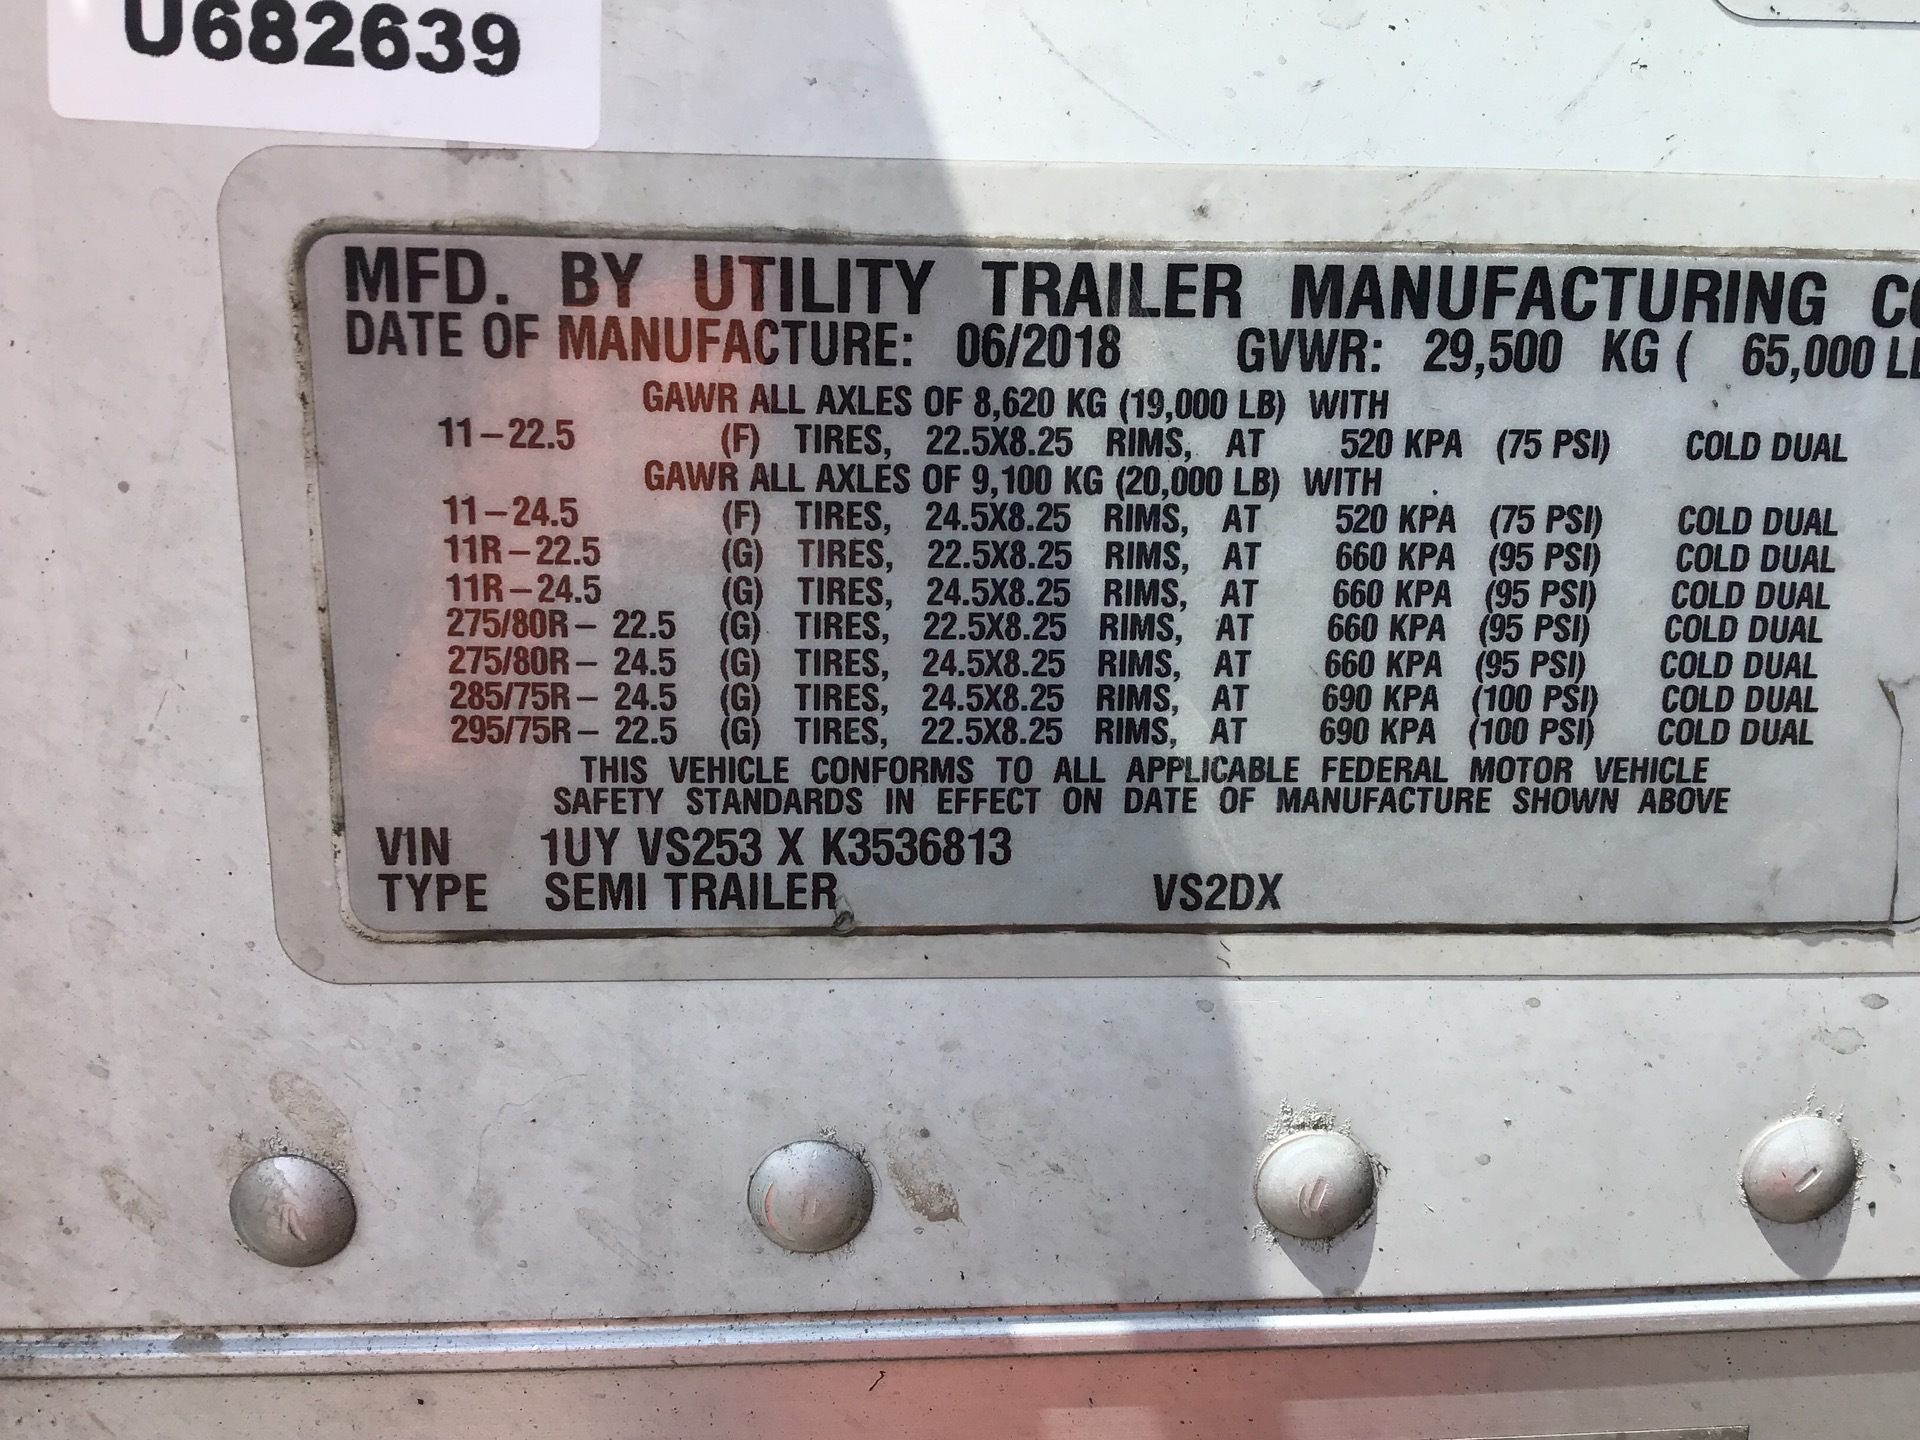 U682639
MFD. BY UTILITY TRAILER MANUFACTURING
DATE OF MANUFACTURE: 06/2018 GVWR: 29,500 KG ( 65,000
GAWR ALL AXLES OF 8,620 KG (19,000 LB) WITH
11-22.5 (F) TIRES, 22.5X8.25 RIMS, AT 520 KPA (75 PSI) COLD DUAL
GAWR ALL AXLES OF 9,100 KG (20,000 LB) WITH
11-24.5 (F) TIRES, 24.5X8.25 RIMS, AT 520 KPA (75 PSI) COLD DUAL
11R-22.5 (G) TIRES, 22.5X8.25 RIMS, AT 660 KPA (95 PSI) COLD DUAL
11R-24.5 (G) TIRES, 24.5X8.25 RIMS, AT 660 KPA (95 PSI) COLD DUAL
275/80R- 22.5 (G) TIRES, 22.5X8.25 RIMS, AT 660 KPA (95 PSI) COLD DUAL
275/80R- 24.5 (G) TIRES, 24.5X8.25 RIMS, AT 660 KPA (95 PSI) COLD DUAL
285/75R- 24.5 (G) TIRES, 24.5X8.25 RIMS, AT 690 KPA (100 PSI) COLD DUAL
295/75R- 22.5 (G) TIRES, 22.5X8.25 RIMS, AT 690 KPA (100 PSI) COLD DUAL
THIS VEHICLE CONFORMS TO ALL APPLICABLE FEDERAL MOTOR VEHICLE
SAFETY STANDARDS IN EFFECT ON DATE OF MANUFACTURE SHOWN ABOVE
VIN 1UY VS253 X K3536813
TYPE SEMI TRAILER VS2DX